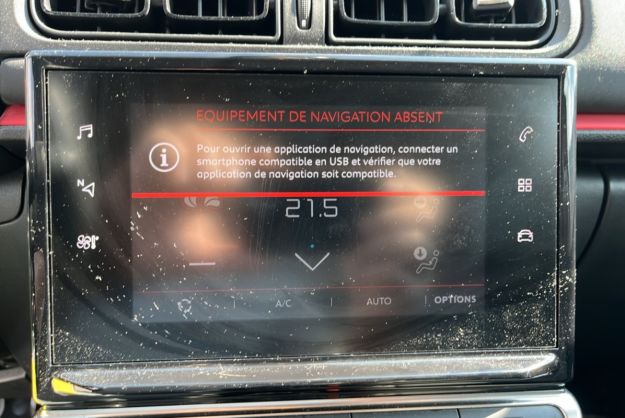 EQUIPEMENT DE NAVIGATION ABSENT
Pour ouvrir une application de navigation, connecter un
smartphone compatible en USB et vérifier que votre
application de navigation soit compatible.
N
21.5
A/C
AUTO
OPTIONS